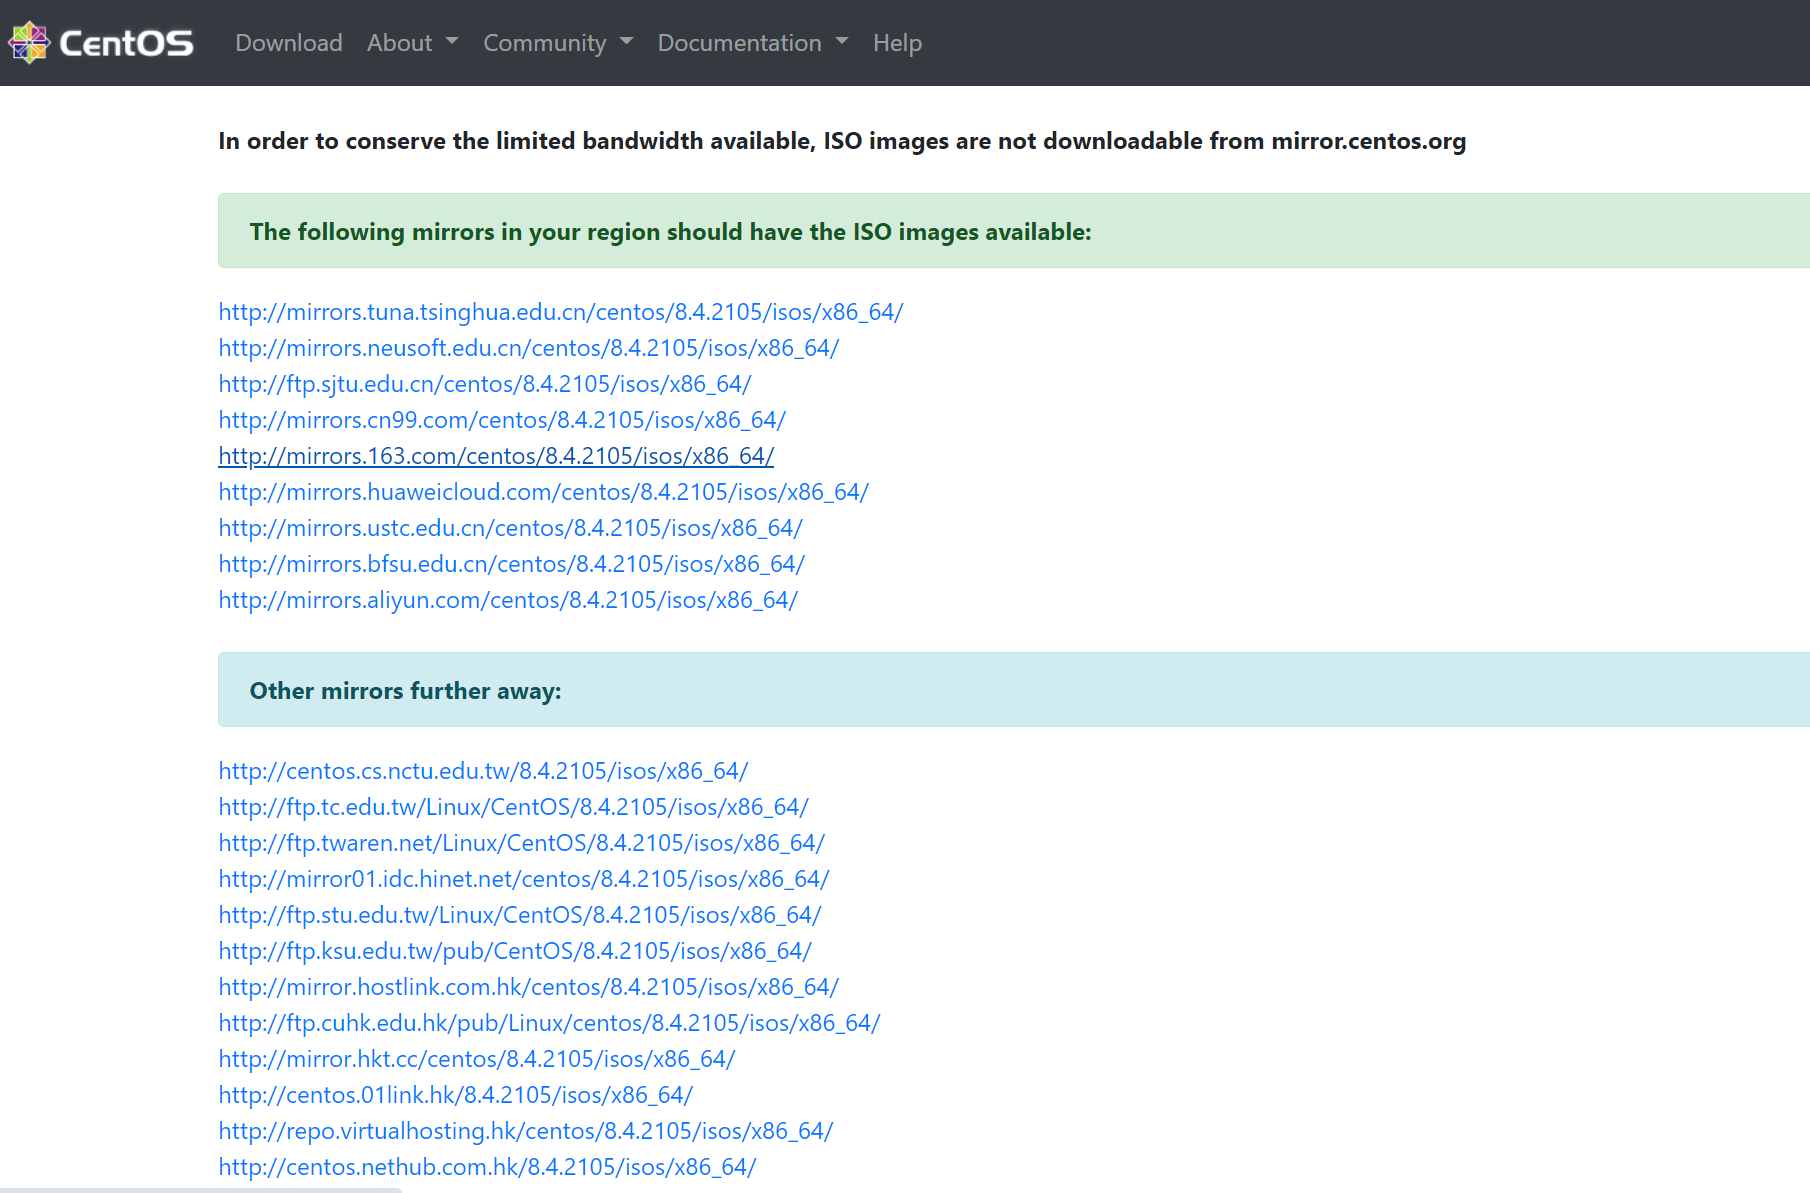 CentOS Download About Community Documentation Help
In order to conserve the limited bandwidth available, ISO images are not downloadable from mirror.centos.org
The following mirrors in your region should have the ISO images available:
http://mirrors.tuna.tsinghua.edu.cn/centos/8.4.2105/isos/x86_64/
http://mirrors.neusoft.edu.cn/centos/8.4.2105/isos/x86_64/
http://ftp.sjtu.edu.cn/centos/8.4.2105/isos/x86_64/
http://mirrors.cn99.com/centos/8.4.2105/isos/x86_64/
http://mirrors.163.com/centos/8.4.2105/isos/x86_64/
http://mirrors.huaweicloud.com/centos/8.4.2105/isos/x86_64/
http://mirrors.ustc.edu.cn/centos/8.4.2105/isos/x86_64/
http://mirrors.bfsu.edu.cn/centos/8.4.2105/isos/x86_64/
http://mirrors.aliyun.com/centos/8.4.2105/isos/x86_64/
Other mirrors further away:
http://centos.cs.nctu.edu.tw/8.4.2105/isos/x86_64/
http://ftp.tc.edu.tw/Linux/CentOS/8.4.2105/isos/x86_64/
http://ftp.twaren.net/Linux/CentOS/8.4.2105/isos/x86_64/
http://mirror01.idc.hinet.net/centos/8.4.2105/isos/x86_64/
http://ftp.stu.edu.tw/Linux/CentOS/8.4.2105/isos/x86_64/
http://ftp.ksu.edu.tw/pub/CentOS/8.4.2105/isos/x86_64/
http://mirror.hostlink.com.hk/centos/8.4.2105/isos/x86_64/
http://ftp.cuhk.edu.hk/pub/Linux/centos/8.4.2105/isos/x86_64/
http://mirror.hkt.cc/centos/8.4.2105/isos/x86_64/
http://centos.01link.hk/8.4.2105/isos/x86_64/
http://repo.virtualhosting.hk/centos/8.4.2105/isos/x86_64/
http://centos.nethub.com.hk/8.4.2105/isos/x86_64/